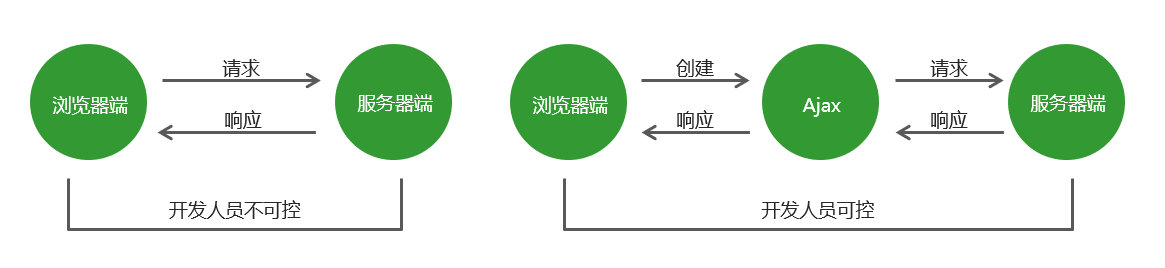 请求
浏览器端
服务器端
响应
开发人员不可控
创建
请求
浏览器端
Ajax
服务器端
响应
响应
开发人员可控